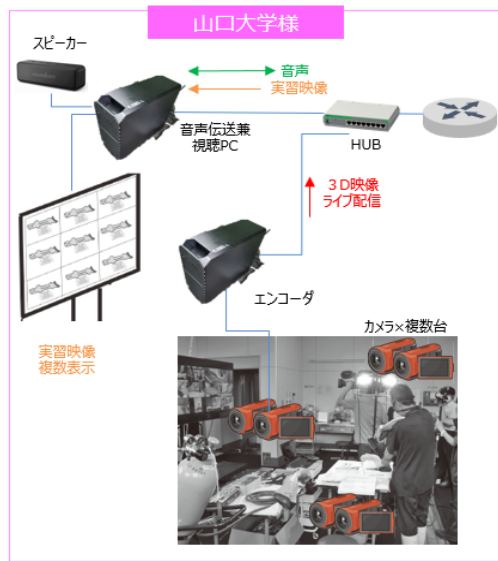 山口大学様
スピーカー
音声
実習映像
音声伝送兼
視聴PC
HUB
3D映像
ライブ配信
エンコーダ
カメラ×複数台
実習映像
複数表示